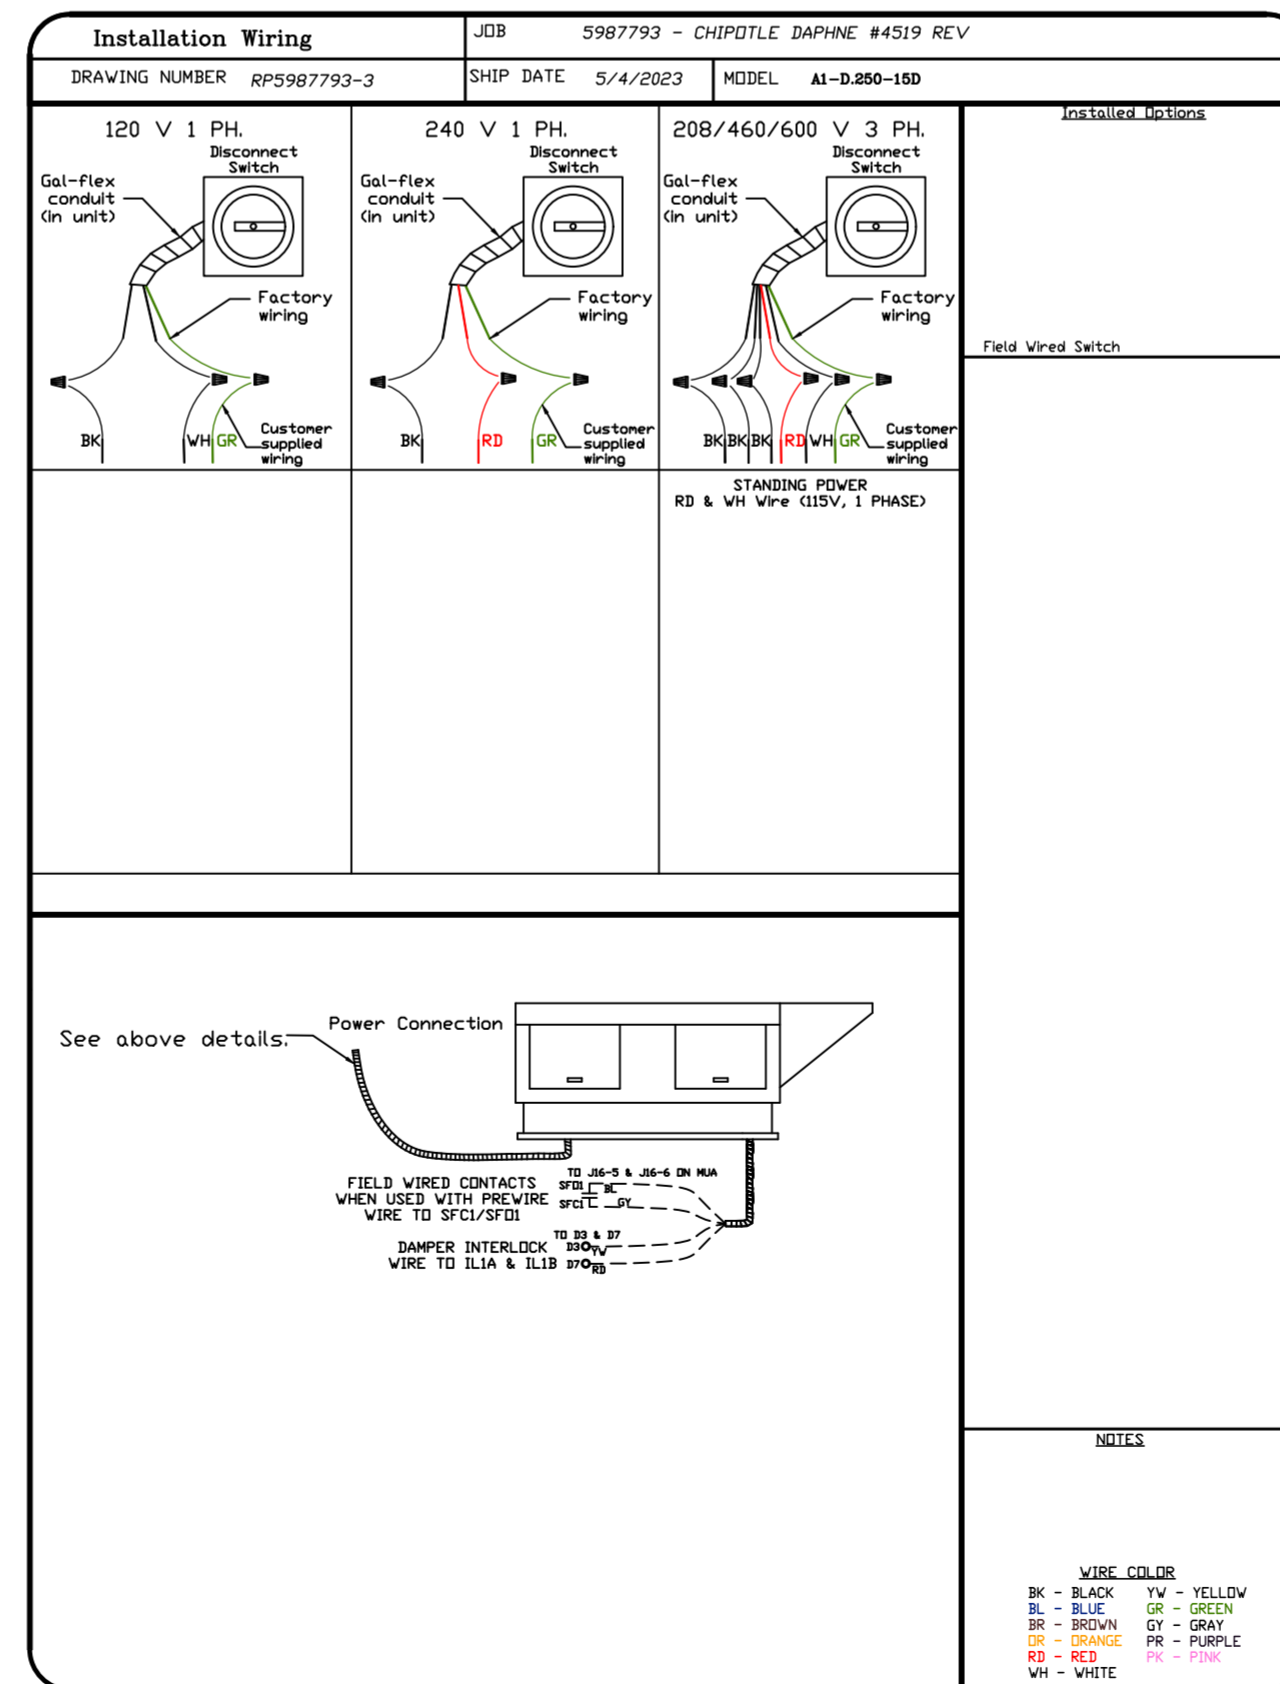 Installation Wiring
JOB 5987793 - CHIPOTLE DAPHNE #4519 REV
DRAWING NUMBER RP5987793-3
SHIP DATE 5/4/2023
MODEL A1-D.250-15D
120 V 1 PH.
Disconnect
Switch
Gal-flex
conduit
(in unit)
Factory
wiring
BK
WH
GR
Customer
supplied
wiring
240 V 1 PH.
Disconnect
Switch
Gal-flex
conduit
(in unit)
Factory
wiring
BK
RD
GR
Customer
supplied
wiring
208/460/600 V 3 PH.
Disconnect
Switch
Gal-flex
conduit
(in unit)
Factory
wiring
BK
BK
BK
RD
WH
GR
Customer
supplied
wiring
STANDING POWER
RD & WH Wire (115V, 1 PHASE)
Installed Options
Field Wired Switch
See above details.
Power Connection
TO J16-5 & J16-6 ON MUA
FIELD WIRED CONTACTS
WHEN USED WITH PREWIRE
WIRE TO SFC1/SFO1
SFO1
BL
SFC1
GY
TO D3 & D7
DAMPER INTERLOCK
WIRE TO IL1A & IL1B
D3
YW
D7
RD
NOTES
WIRE COLOR
BK - BLACK YW - YELLOW
BL - BLUE GR - GREEN
BR - BROWN GY - GRAY
OR - ORANGE PR - PURPLE
RD - RED PK - PINK
WH - WHITE